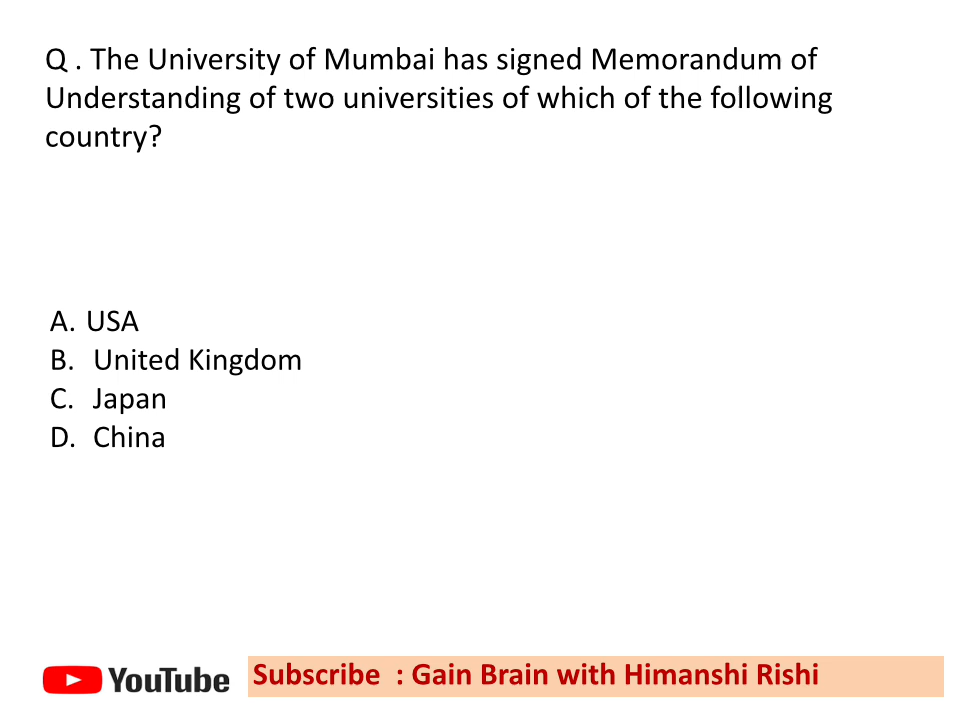 Q . The University of Mumbai has signed Memorandum of
Understanding of two universities of which of the following
country?
A. USA
B. United Kingdom
C. Japan
D. China
YouTube
Subscribe : Gain Brain with Himanshi Rishi